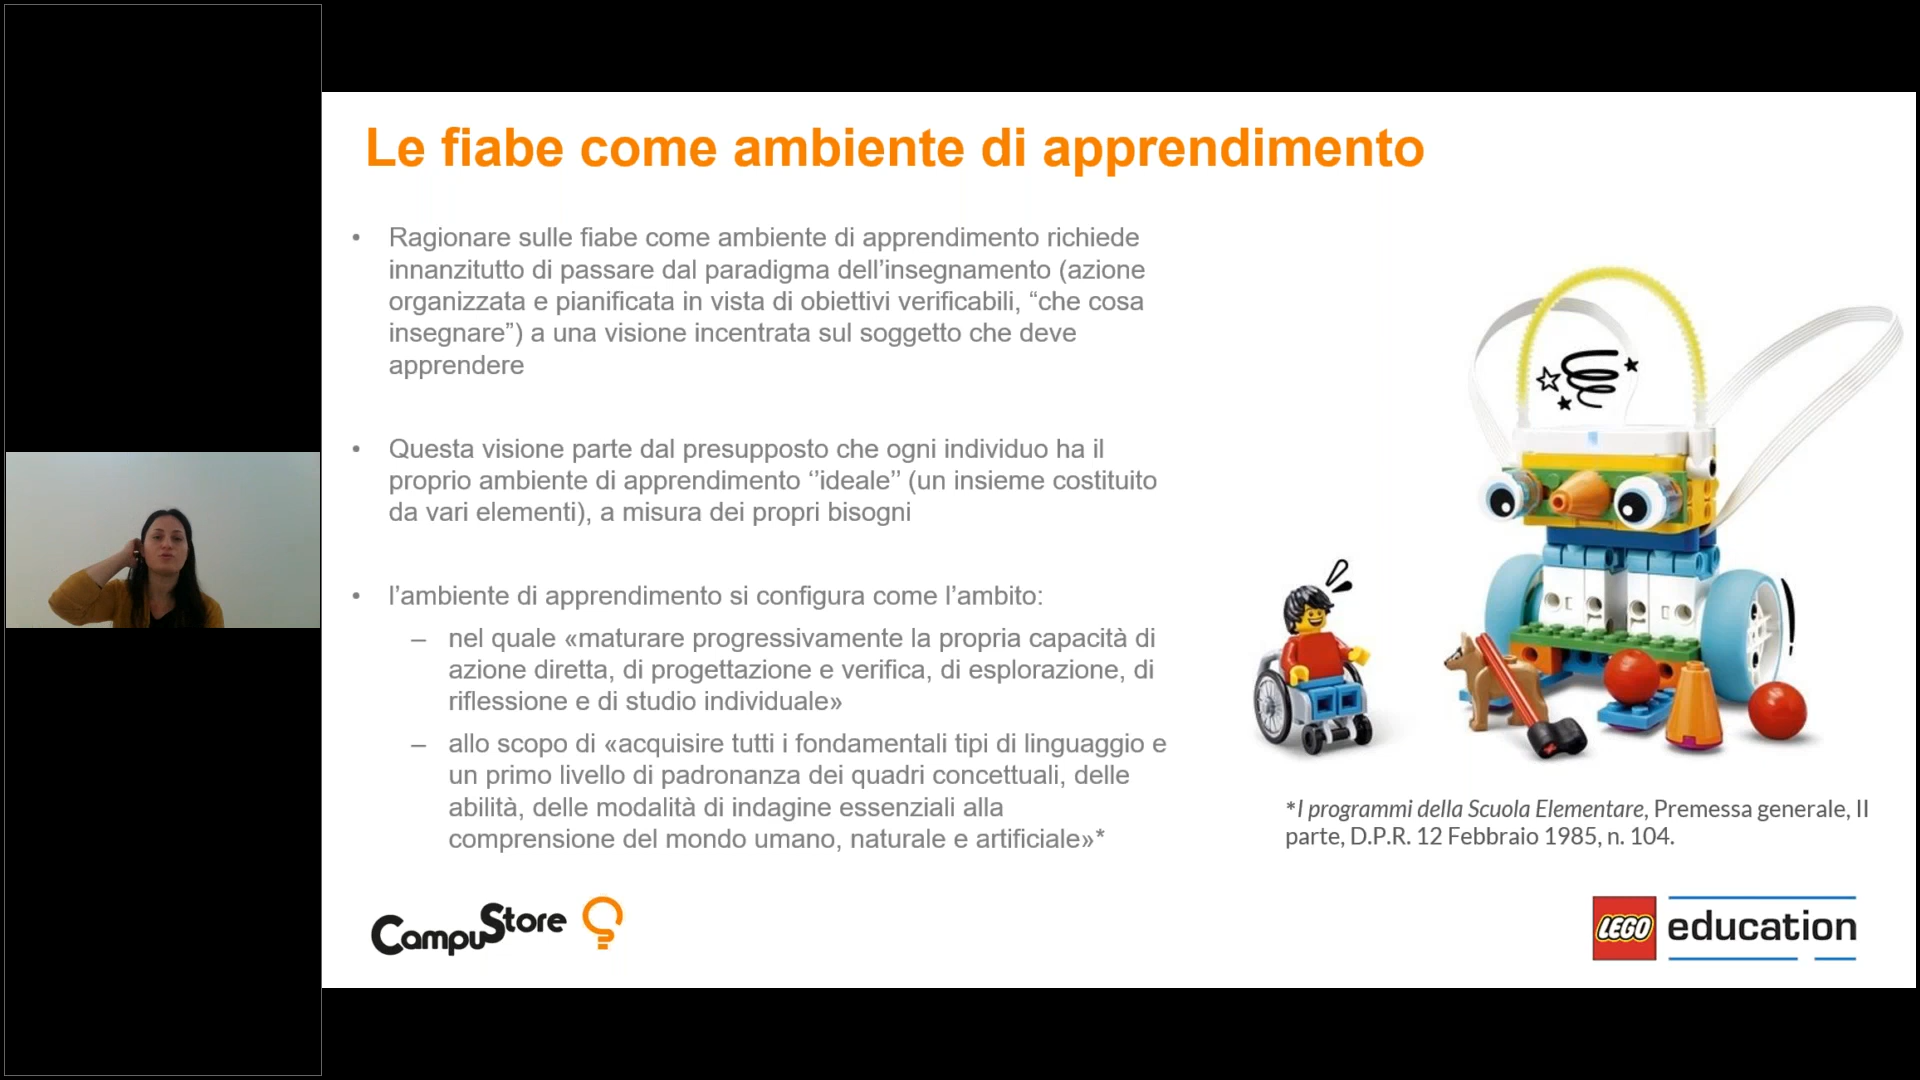 Le fiabe come ambiente di apprendimento
• Ragionare sulle fiabe come ambiente di apprendimento richiede
innanzitutto di passare dal paradigma dell’insegnamento (azione
organizzata e pianificata in vista di obiettivi verificabili, “che cosa
insegnare”) a una visione incentrata sul soggetto che deve
apprendere
• Questa visione parte dal presupposto che ogni individuo ha il
proprio ambiente di apprendimento ‘’ideale’’ (un insieme costituito
da vari elementi), a misura dei propri bisogni
• l’ambiente di apprendimento si configura come l’ambito:
– nel quale «maturare progressivamente la propria capacità di
azione diretta, di progettazione e verifica, di esplorazione, di
riflessione e di studio individuale»
– allo scopo di «acquisire tutti i fondamentali tipi di linguaggio e
un primo livello di padronanza dei quadri concettuali, delle
abilità, delle modalità di indagine essenziali alla
comprensione del mondo umano, naturale e artificiale»*
*I programmi della Scuola Elementare, Premessa generale, II
parte, D.P.R. 12 Febbraio 1985, n. 104.
CampuStore
LEGO education